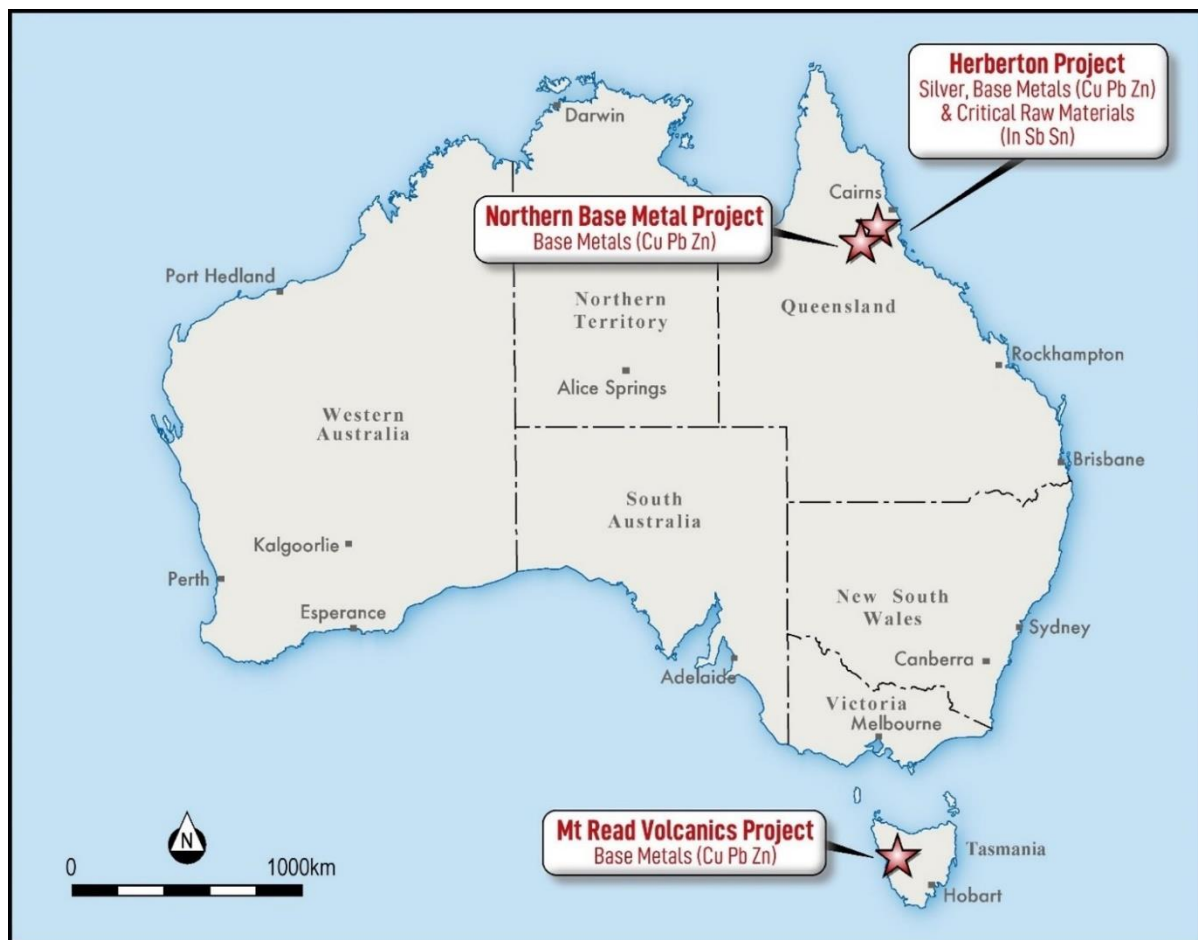 Herberton Project
Silver, Base Metals (Cu Pb Zn)
& Critical Raw Materials
(In Sb Sn)
Darwin
Cairns
Northern Base Metal Project
Base Metals (Cu Pb Zn)
Port Hedland
Northern
Territory
Queensland
Rockhampton
Alice Springs
Western
Australia
Brisbane
South
Australia
Kalgoorlie
Perth
New South
Wales
Esperance
Sydney
Canberra
Adelaide
Victoria
Melbourne
Mt Read Volcanics Project
Base Metals (Cu Pb Zn)
Tasmania
Hobart
N
0 1000km